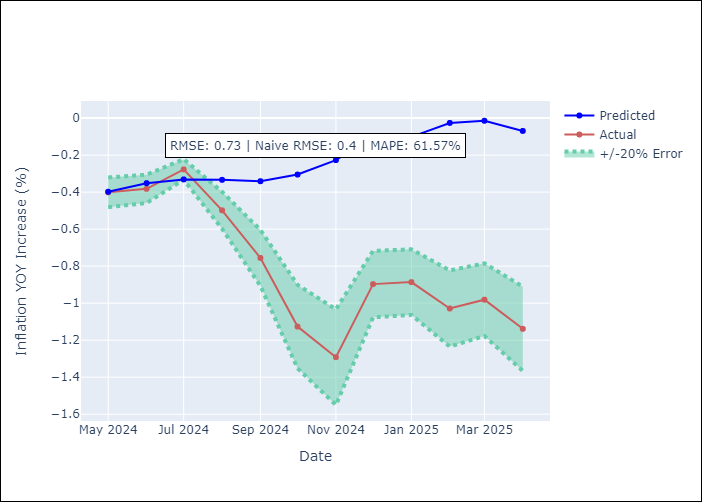 0
−0.2
−0.4
−0.6
−0.8
−1
−1.2
−1.4
−1.6
Inflation YOY Increase (%)
RMSE: 0.73 | Naive RMSE: 0.4 | MAPE: 61.57%
Predicted
Actual
+/-20% Error
May 2024
Jul 2024
Sep 2024
Nov 2024
Jan 2025
Mar 2025
Date